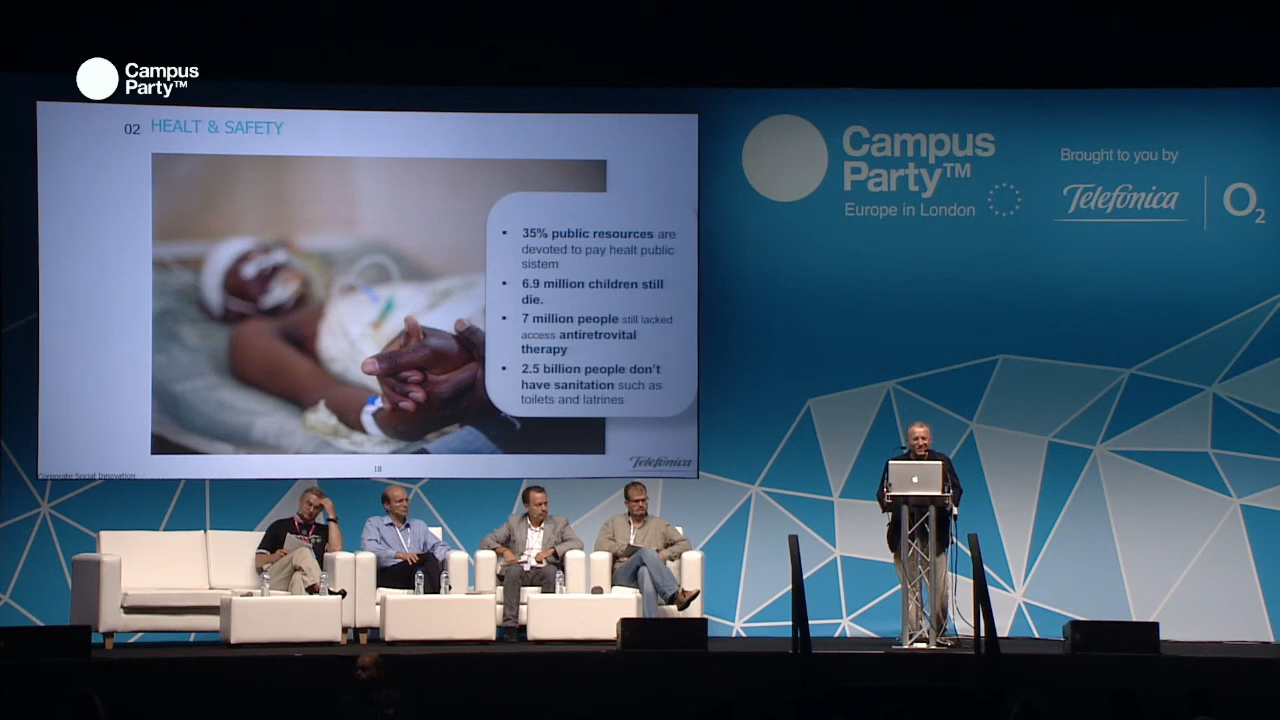 Campus
Party™
02 HEALT & SAFETY
▪ 35% public resources are
devoted to pay healt public
sistem
▪ 6.9 million children still
die.
▪ 7 million people still lacked
access antiretrovital
therapy
▪ 2.5 billion people don't
have sanitation such as
toilets and latrines
Corporate Social Innovation
18
Telefónica
Campus
Party™
Europe in London
Brought to you by
Telefónica
O2